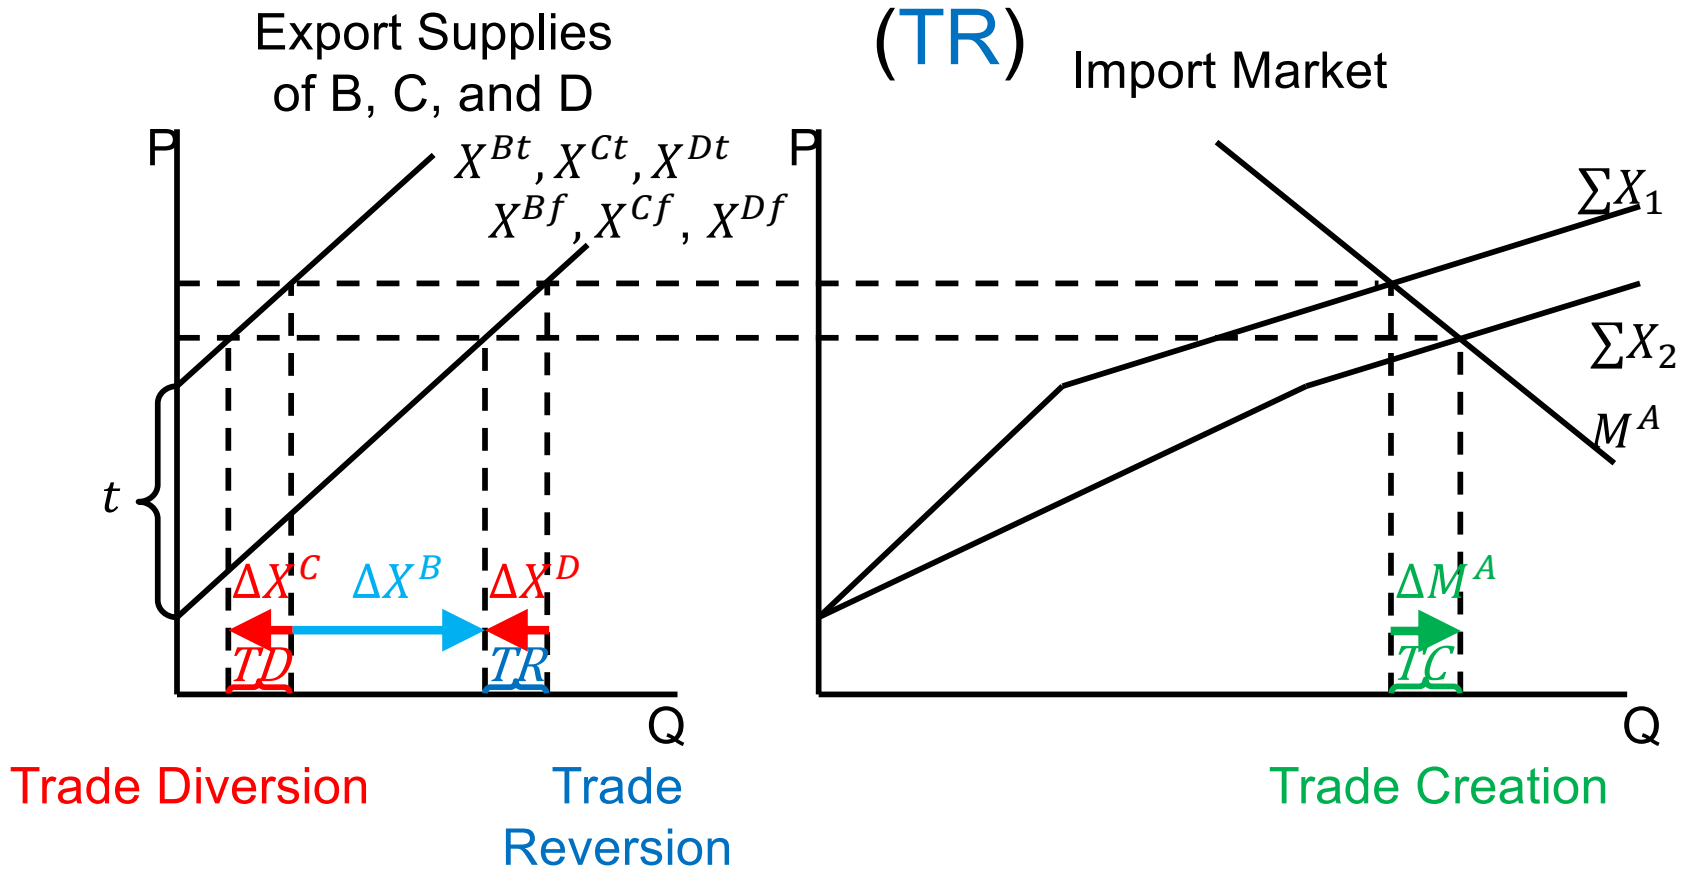 (TR)
Export Supplies
of B, C, and D
Import Market
P
X^{Bt}, X^{Ct}, X^{Dt}
X^{Bf}, X^{Cf}, X^{Df}
P
∑X_1
∑X_2
M^A
t
ΔX^C
ΔX^B
ΔX^D
ΔM^A
TD
TR
TC
Q
Q
Trade Diversion
Trade
Reversion
Trade Creation